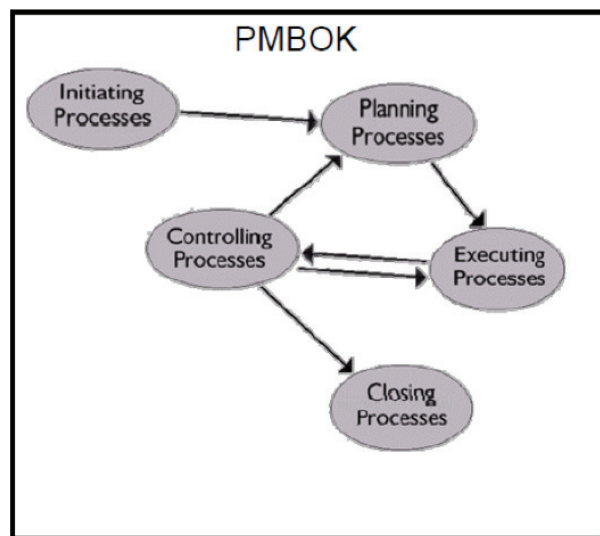 PMBOK
Initiating
Processes
Planning
Processes
Controlling
Processes
Executing
Processes
Closing
Processes